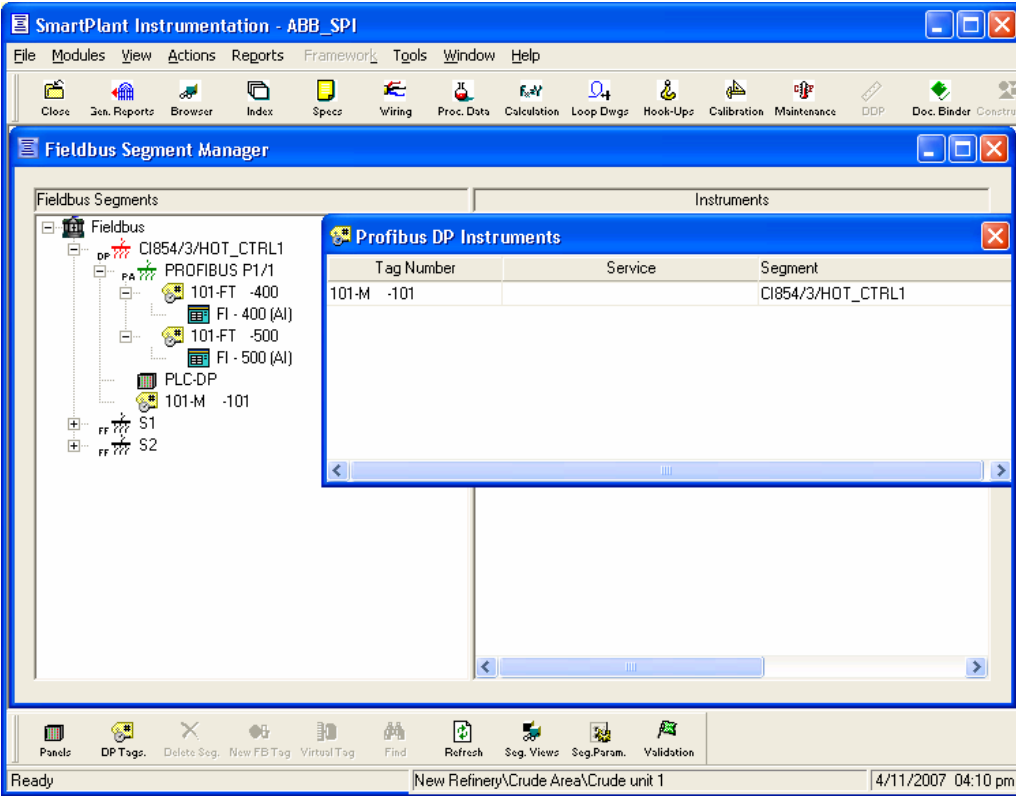 SmartPlant Instrumentation - ABB_SPI
File Modules View Actions Reports Framework Tools Window Help
Close Gen. Reports Browser Index Specs Wiring Proc. Data Calculation Loop Dwgs Hook-Ups Calibration Maintenance DDP Doc. Binder Constru
Fieldbus Segment Manager
Fieldbus Segments Instruments
Fieldbus
DP CI854/3/HOT_CTRL1
PA PROFIBUS P1/1
101-FT -400
FI - 400 (AI)
101-FT -500
FI - 500 (AI)
PLC-DP
101-M -101
FF S1
FF S2
Profibus DP Instruments
Tag Number Service Segment
101-M -101 CI854/3/HOT_CTRL1
Panels DP Tags. Delete Seg. New FB Tag Virtual Tag Find Refresh Seg. Views Seg.Param. Validation
Ready New Refinery\Crude Area\Crude unit 1 4/11/2007 04:10 pm